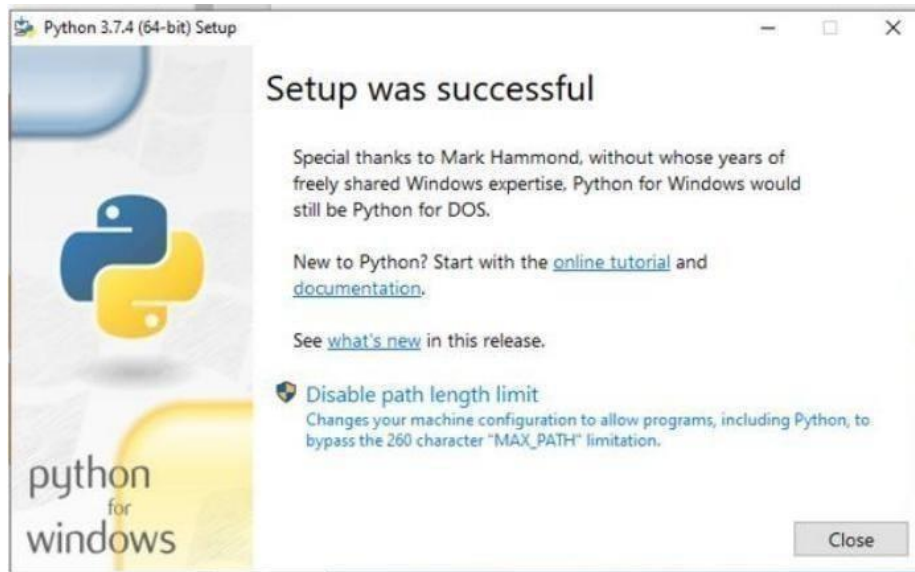 Python 3.7.4 (64-bit) Setup
Setup was successful
Special thanks to Mark Hammond, without whose years of
freely shared Windows expertise, Python for Windows would
still be Python for DOS.
New to Python? Start with the online tutorial and
documentation.
See what's new in this release.
Disable path length limit
Changes your machine configuration to allow programs, including Python, to
bypass the 260 character "MAX_PATH" limitation.
python
for
windows
Close